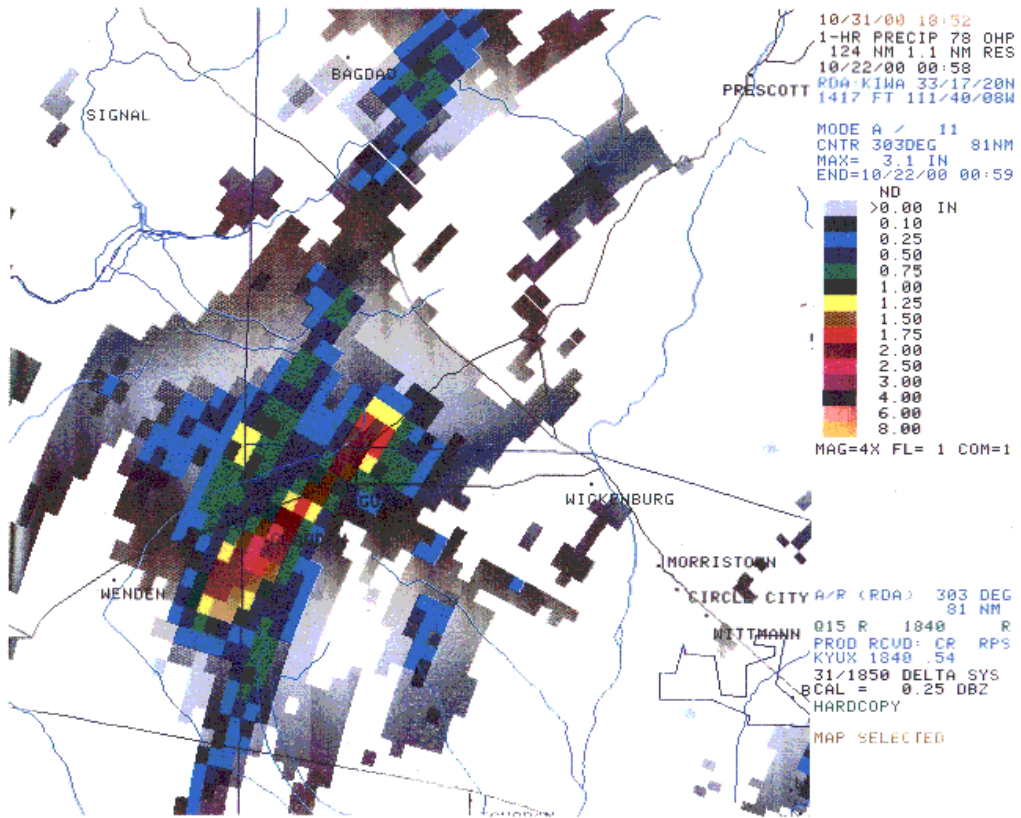 10/31/00 18:52
1-HR PRECIP 78 OHP
124 NM 1.1 NM RES
10/22/00 00:58
RDA:KIWA 33/17/20N
1417 FT 111/40/08W
MODE A / 11
CNTR 303DEG 81NM
MAX= 3.1 IN
END=10/22/00 00:59
ND
>0.00 IN
0.10
0.25
0.50
0.75
1.00
1.25
1.50
1.75
2.00
2.50
3.00
4.00
6.00
8.00
MAG=4X FL= 1 COM=1
A/R (RDA) 303 DEG
81 NM
Q15 R 1840 R
PROD RCVD: CR RPS
KYUX 1840 .54
31/1850 DELTA SYS
CAL = 0.25 DBZ
HARDCOPY
MAP SELECTED
BAGDAD
PRESCOTT
SIGNAL
GU
WICKENBURG
WENDEN
MORRISTOWN
CIRCLE CITY
WITTMANN
B